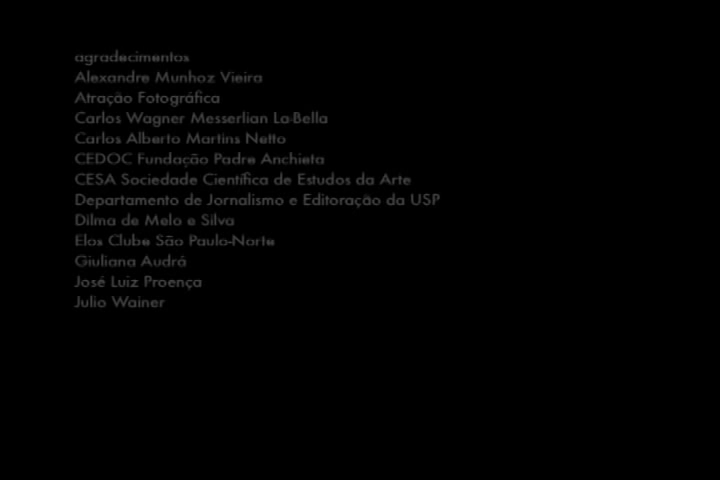 agradecimentos
Alexandre Munhoz Vieira
Atração Fotográfica
Carlos Wagner Messerlian La-Bella
Carlos Alberto Martins Netto
CEDOC Fundação Padre Anchieta
CESA Sociedade Científica de Estudos da Arte
Departamento de Jornalismo e Editoração da USP
Dilma de Melo e Silva
Elos Clube São Paulo-Norte
Giuliana Audrá
José Luiz Proença
Julio Wainer